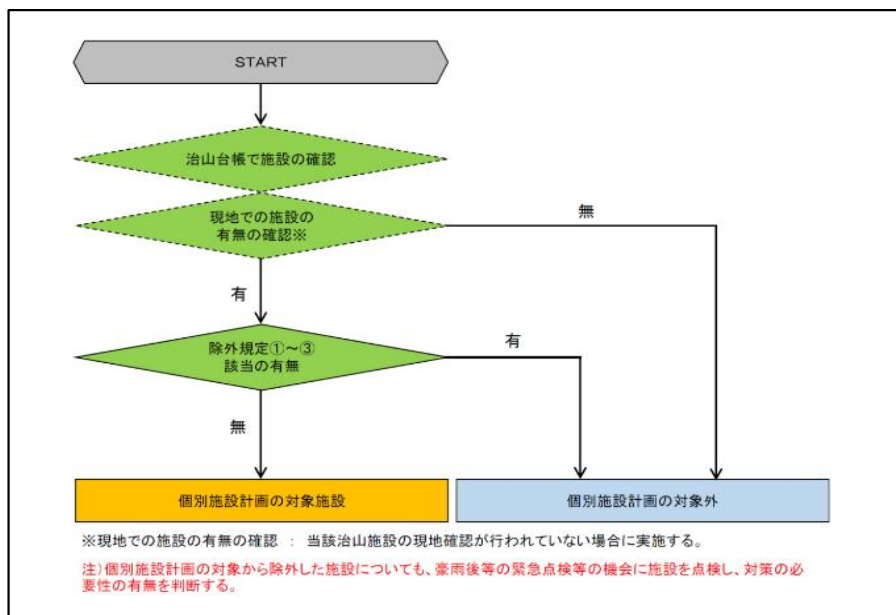 START
治山台帳で施設の確認
現地での施設の
有無の確認※
無
有
除外規定①～③
該当の有無
有
無
個別施設計画の対象施設
個別施設計画の対象外
※現地での施設の有無の確認 ： 当該治山施設の現地確認が行われていない場合に実施する。
注）個別施設計画の対象から除外した施設についても、豪雨後等の緊急点検等の機会に施設を点検し、対策の必
要性の有無を判断する。